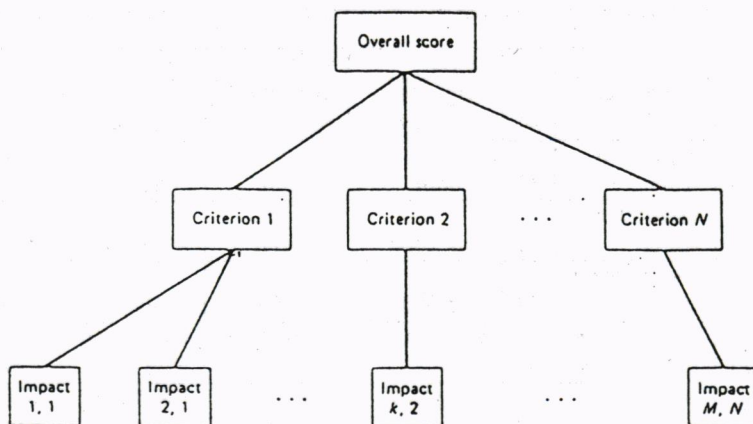 Overall score
Criterion 1
Criterion 2
...
Criterion N
Impact
1, 1
Impact
2, 1
...
Impact
k, 2
...
Impact
M, N